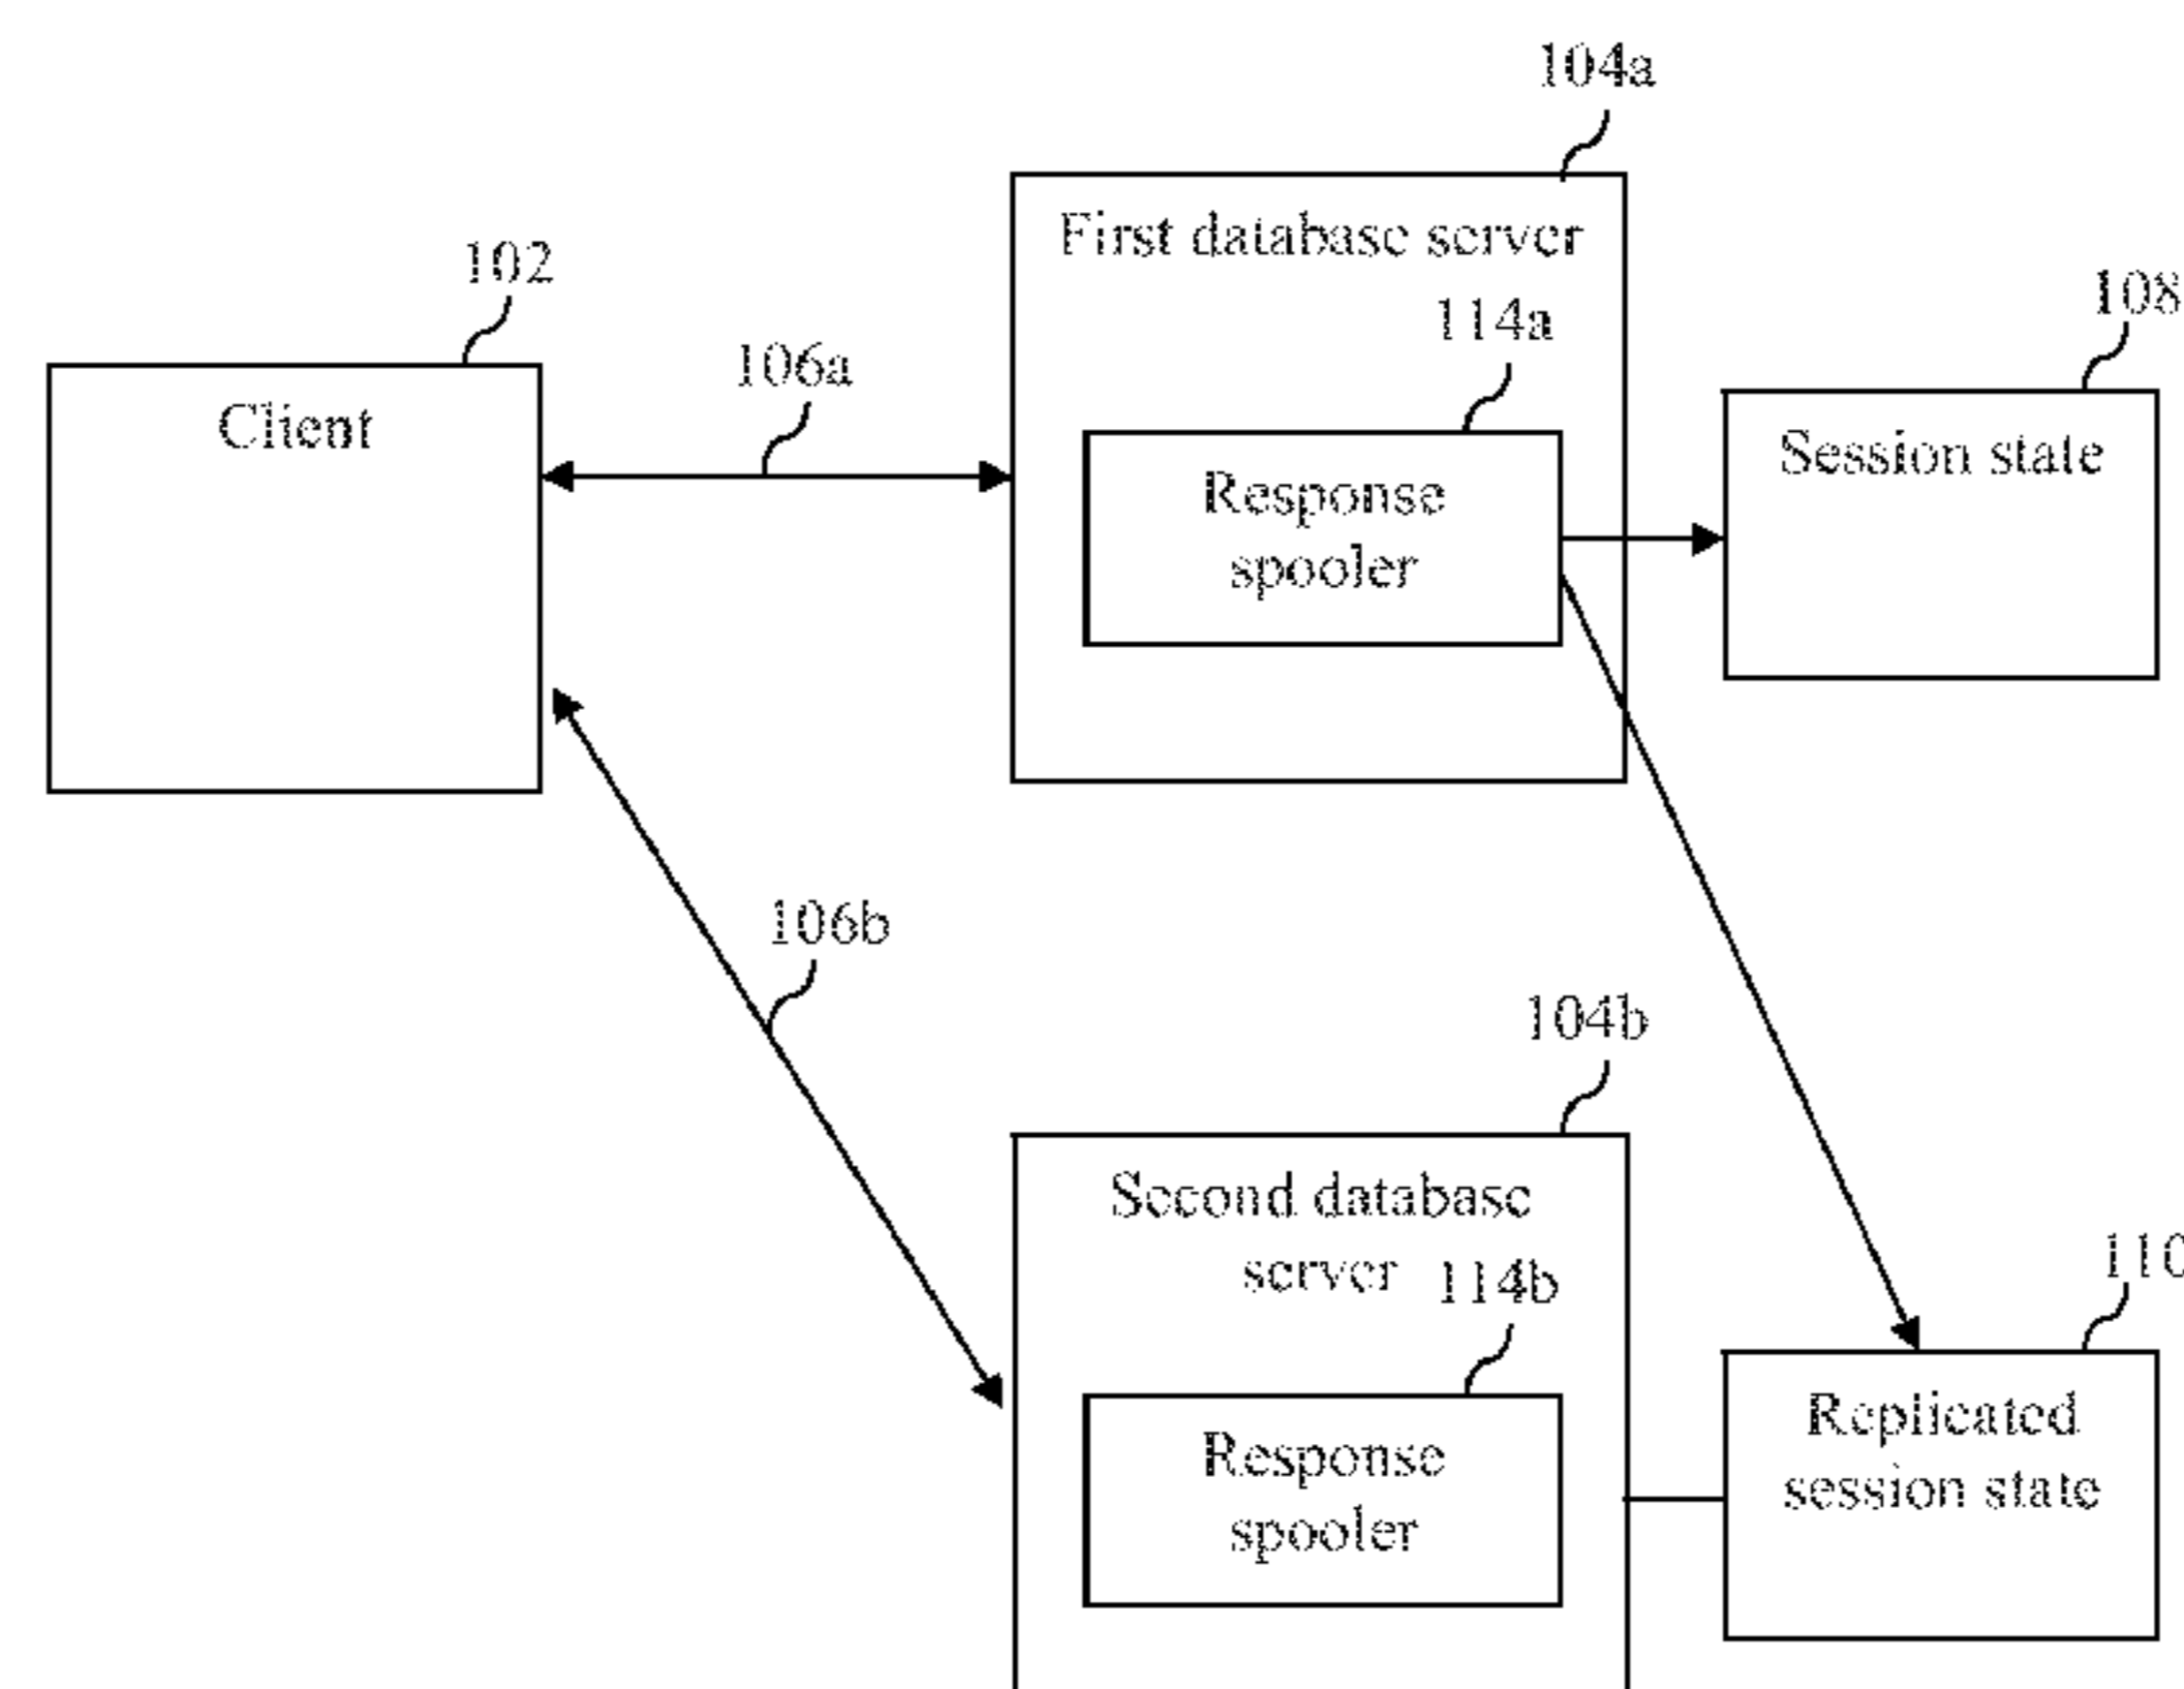 104a
First database server
102
108
114a
106a
Client
Session state
Response
spooler
106b
104b
Second database
server
114b
110
Replicated
session state
Response
spooler